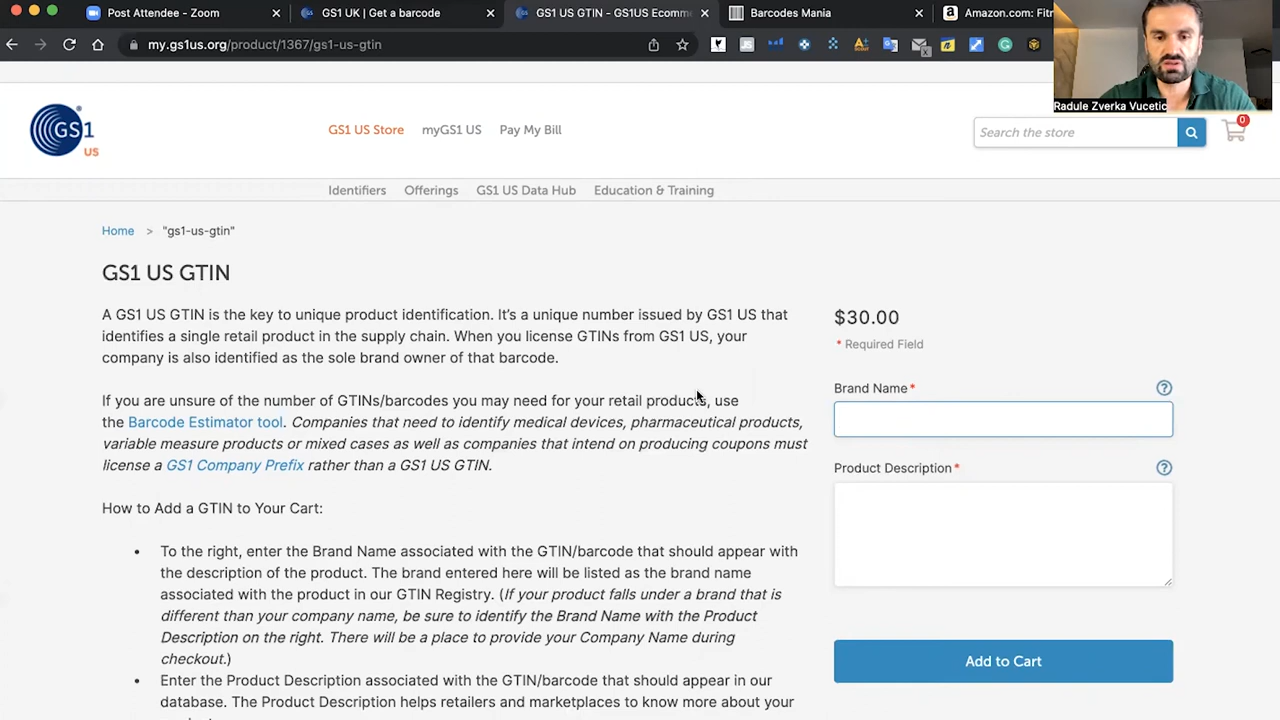 Post Attendee - Zoom
GS1 UK | Get a barcode
GS1 US GTIN - GS1US Ecomm
Barcodes Mania
Amazon.com: Fitn
my.gs1us.org/product/1367/gs1-us-gtin
Radule Zverka Vucetic
GS1
US
GS1 US Store
myGS1 US
Pay My Bill
Search the store
0
Identifiers
Offerings
GS1 US Data Hub
Education & Training
Home > "gs1-us-gtin"
GS1 US GTIN
A GS1 US GTIN is the key to unique product identification. It's a unique number issued by GS1 US that
identifies a single retail product in the supply chain. When you license GTINs from GS1 US, your
company is also identified as the sole brand owner of that barcode.
If you are unsure of the number of GTINs/barcodes you may need for your retail products, use
the Barcode Estimator tool. Companies that need to identify medical devices, pharmaceutical products,
variable measure products or mixed cases as well as companies that intend on producing coupons must
license a GS1 Company Prefix rather than a GS1 US GTIN.
How to Add a GTIN to Your Cart:
• To the right, enter the Brand Name associated with the GTIN/barcode that should appear with
the description of the product. The brand entered here will be listed as the brand name
associated with the product in our GTIN Registry. (If your product falls under a brand that is
different than your company name, be sure to identify the Brand Name with the Product
Description on the right. There will be a place to provide your Company Name during
checkout.)
• Enter the Product Description associated with the GTIN/barcode that should appear in our
database. The Product Description helps retailers and marketplaces to know more about your
$30.00
* Required Field
Brand Name*
Product Description*
Add to Cart